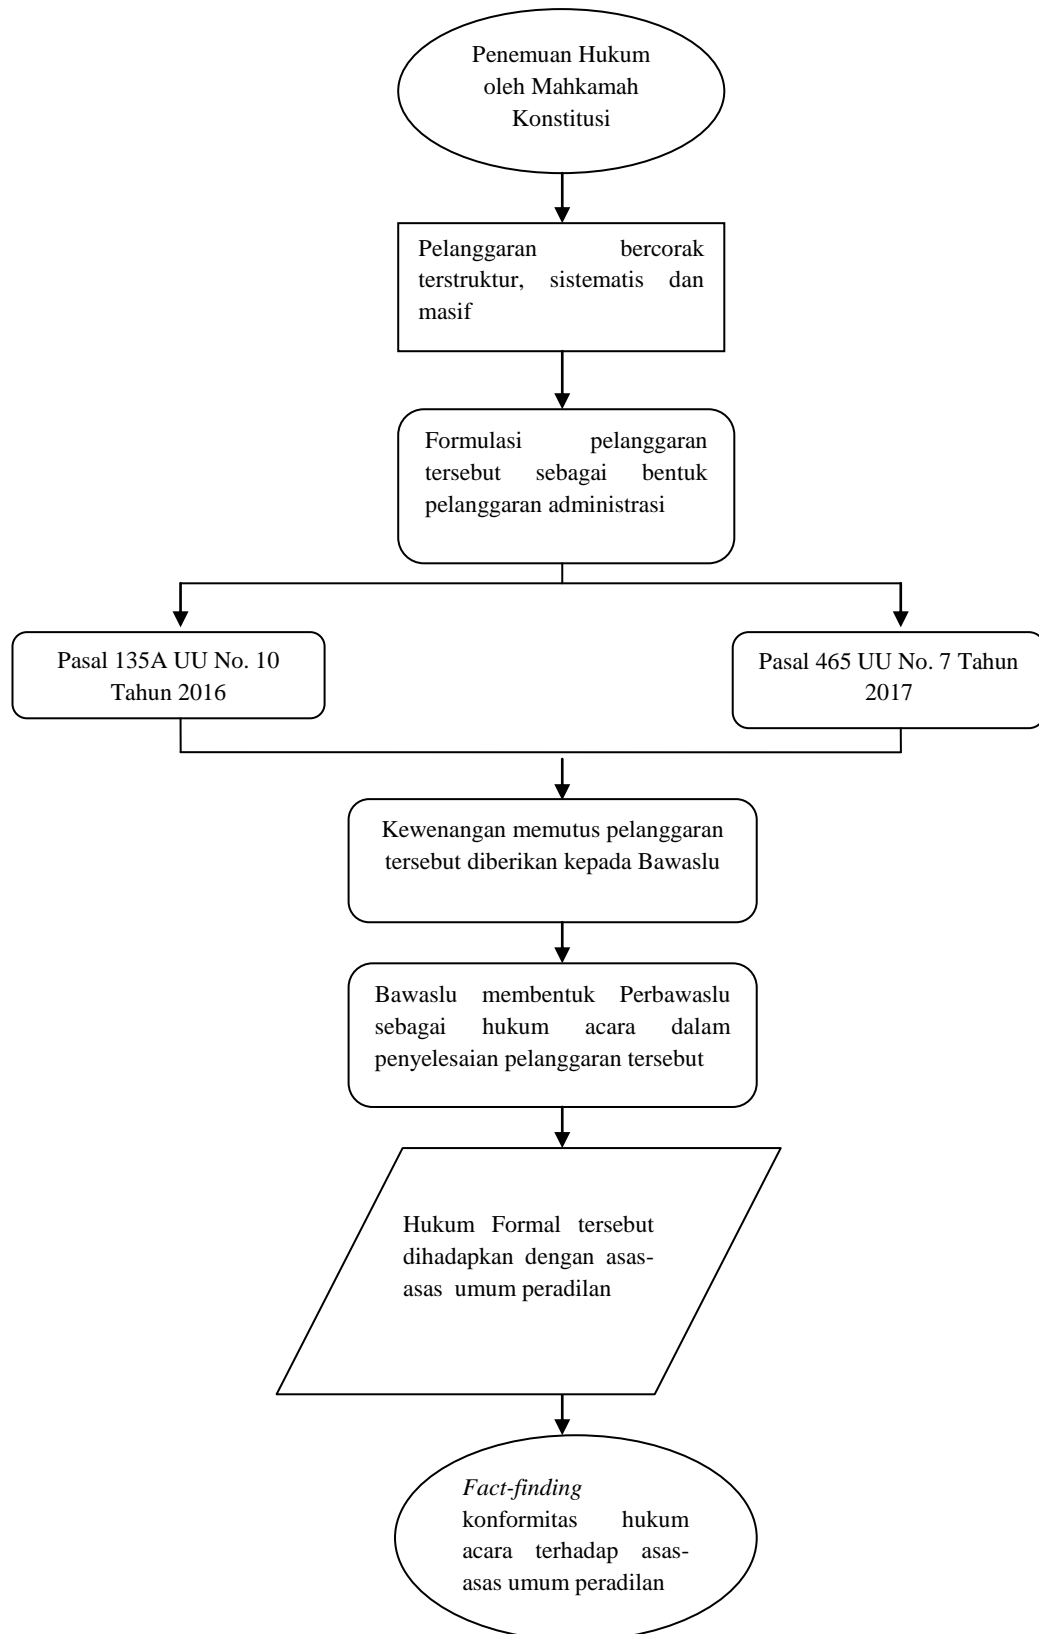 Penemuan Hukum
oleh Mahkamah
Konstitusi
Pelanggaran bercorak
terstruktur, sistematis dan
masif
Formulasi pelanggaran
tersebut sebagai bentuk
pelanggaran administrasi
Pasal 135A UU No. 10
Tahun 2016
Pasal 465 UU No. 7 Tahun
2017
Kewenangan memutus pelanggaran
tersebut diberikan kepada Bawaslu
Bawaslu membentuk Perbawaslu
sebagai hukum acara dalam
penyelesaian pelanggaran tersebut
Hukum Formal tersebut
dihadapkan dengan asas-
asas umum peradilan
Fact-finding
konformitas hukum
acara terhadap asas-
asas umum peradilan